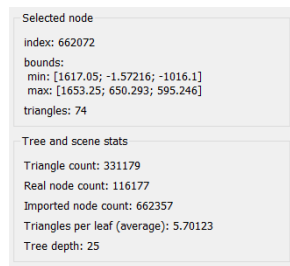 Selected node
index: 662072
bounds:
min: [1617.05; -1.57216; -1016.1]
max: [1653.25; 650.293; 595.246]
triangles: 74
Tree and scene stats
Triangle count: 331179
Real node count: 116177
Imported node count: 662357
Triangles per leaf (average): 5.70123
Tree depth: 25